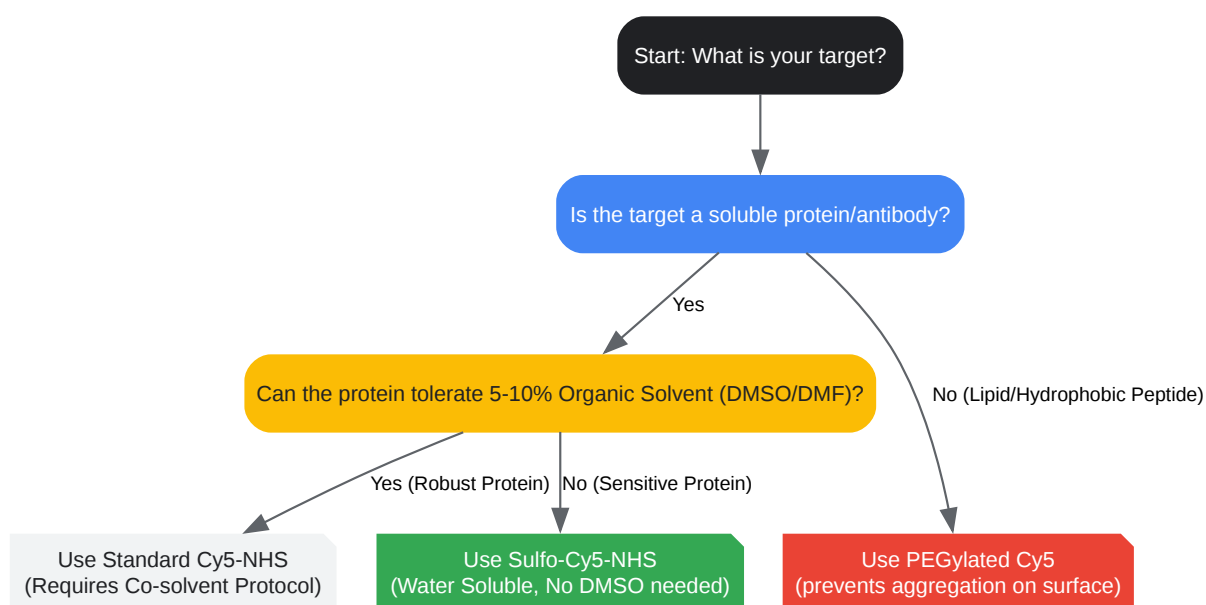 Start: What is your target?
Is the target a soluble protein/antibody?
Yes
Can the protein tolerate 5-10% Organic Solvent (DMSO/DMF)?
No (Lipid/Hydrophobic Peptide)
Yes (Robust Protein)
No (Sensitive Protein)
Use Standard Cy5-NHS
(Requires Co-solvent Protocol)
Use Sulfo-Cy5-NHS
(Water Soluble, No DMSO needed)
Use PEGylated Cy5
(prevents aggregation on surface)